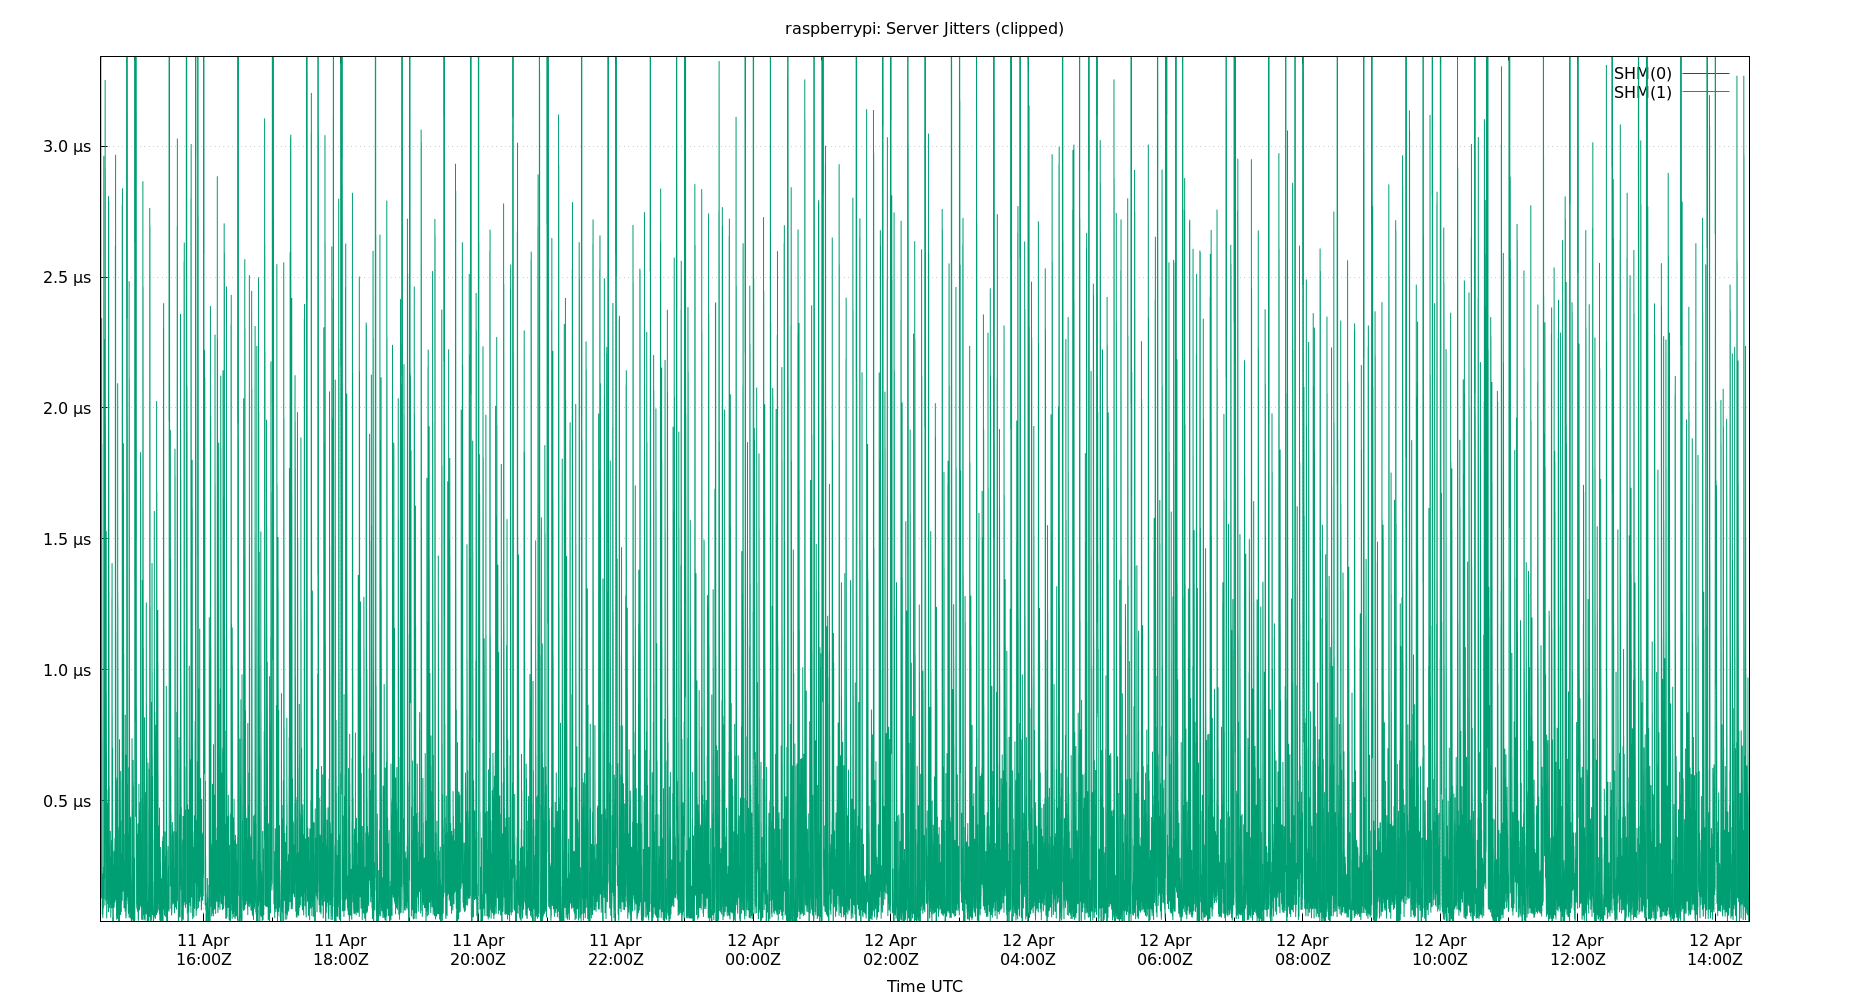 raspberrypi: Server Jitters (clipped)
SHM(0)
SHM(1)
3.0 µs
2.5 µs
2.0 µs
1.5 µs
1.0 µs
0.5 µs
11 Apr 11 Apr 11 Apr 11 Apr 12 Apr 12 Apr 12 Apr 12 Apr 12 Apr 12 Apr 12 Apr 12 Apr
16:00Z 18:00Z 20:00Z 22:00Z 00:00Z 02:00Z 04:00Z 06:00Z 08:00Z 10:00Z 12:00Z 14:00Z
Time UTC